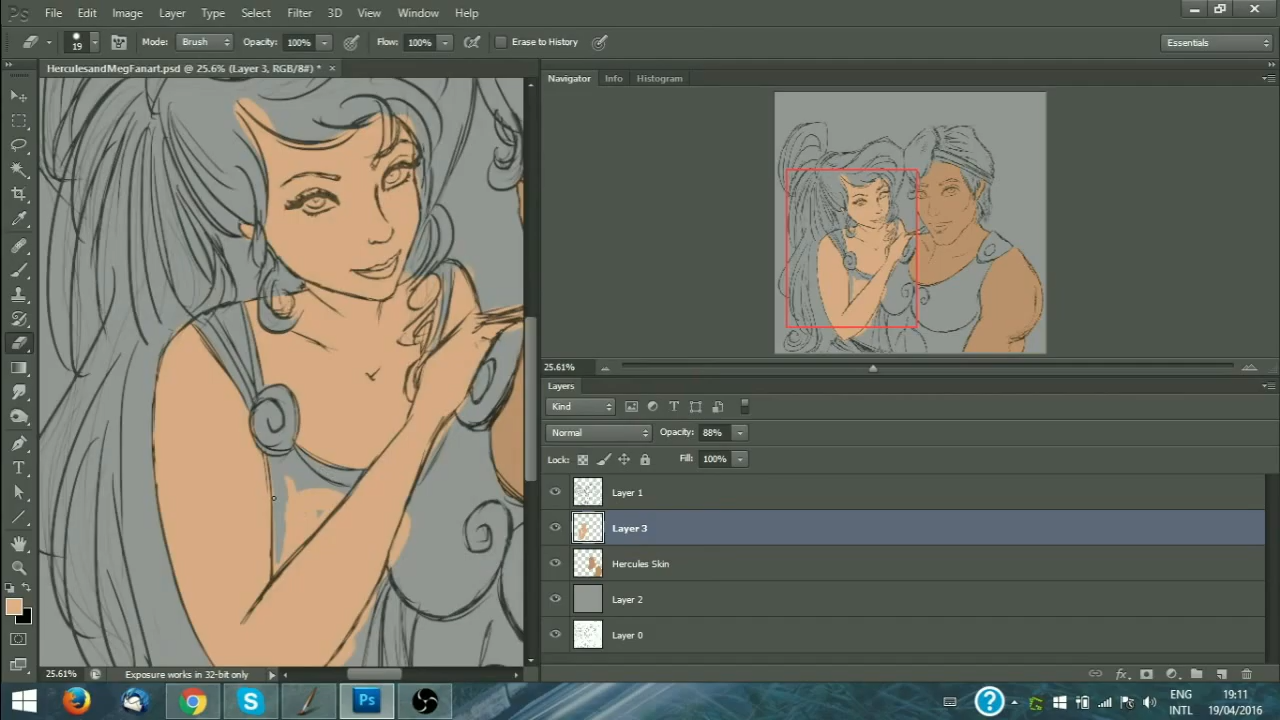 Ps File Edit Image Layer Type Select Filter 3D View Window Help
19 Mode: Brush Opacity: 100% Flow: 100% Erase to History Essentials
HerculesandMegFanart.psd @ 25.6% (Layer 3, RGB/8#) * ×
Navigator Info Histogram
25.61%
Layers
Kind
Normal Opacity: 88%
Lock: Fill: 100%
Layer 1
Layer 3
Hercules Skin
Layer 2
Layer 0
25.61% Exposure works in 32-bit only
Ps ENG 19:11
INTL 19/04/2016